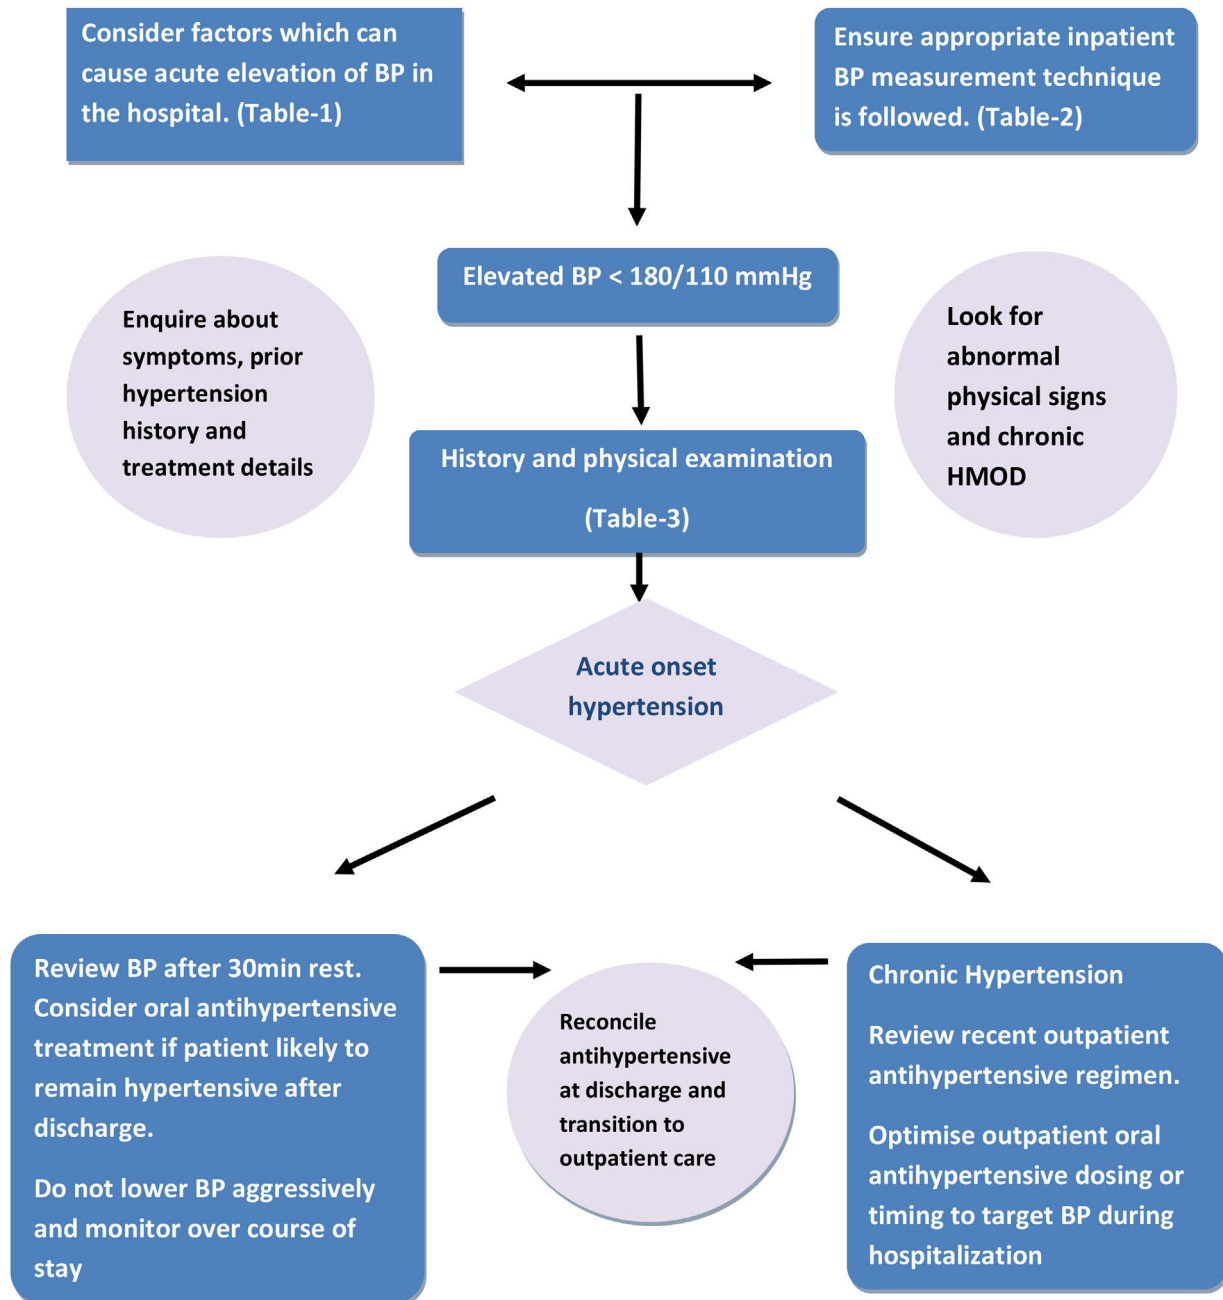 Consider factors which can
cause acute elevation of BP in
the hospital. (Table-1)
Ensure appropriate inpatient
BP measurement technique
is followed. (Table-2)
Elevated BP < 180/110 mmHg
Enquire about
symptoms, prior
hypertension
history and
treatment details
Look for
abnormal
physical signs
and chronic
HMOD
History and physical examination
(Table-3)
Acute onset
hypertension
Review BP after 30min rest.
Consider oral antihypertensive
treatment if patient likely to
remain hypertensive after
discharge.
Do not lower BP aggressively
and monitor over course of
stay
Reconcile
antihypertensive
at discharge and
transition to
outpatient care
Chronic Hypertension
Review recent outpatient
antihypertensive regimen.
Optimise outpatient oral
antihypertensive dosing or
timing to target BP during
hospitalization